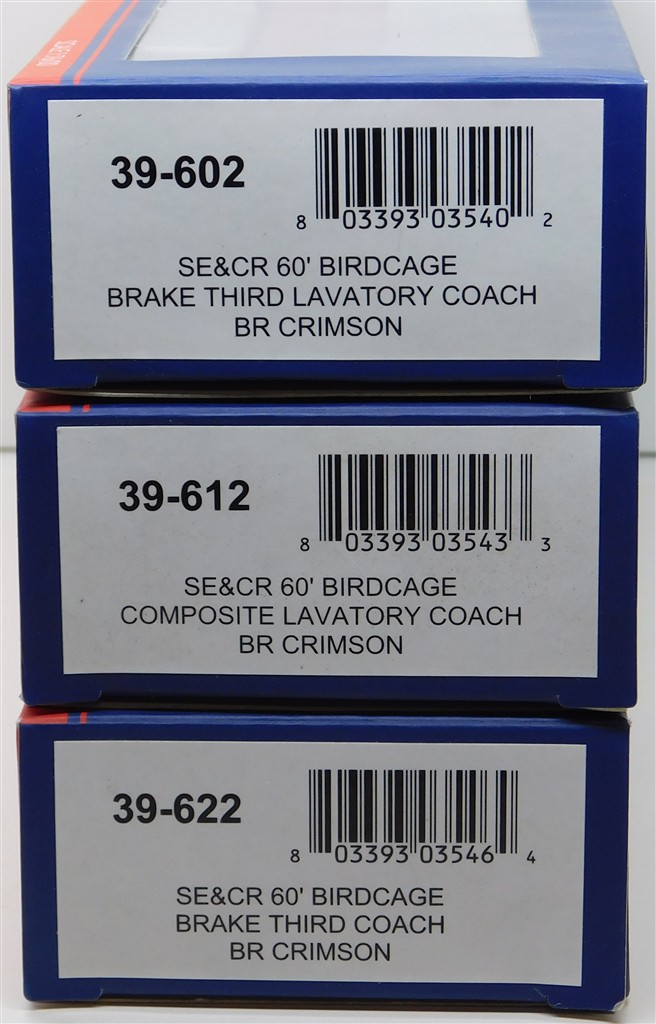 39-602
8 03393 03540 2
SE&CR 60' BIRDCAGE
BRAKE THIRD LAVATORY COACH
BR CRIMSON
39-612
8 03393 03543 3
SE&CR 60' BIRDCAGE
COMPOSITE LAVATORY COACH
BR CRIMSON
39-622
8 03393 03546 4
SE&CR 60' BIRDCAGE
BRAKE THIRD COACH
BR CRIMSON